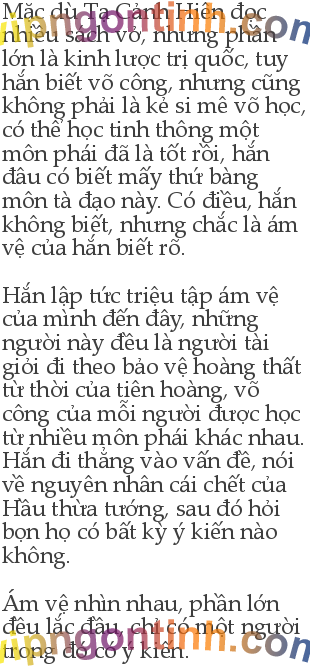 Mặc dù Tạ Cảnh Hiên đọc
nhiều sách vở, nhưng phần
lớn là kinh lược trị quốc, tuy
hắn biết võ công, nhưng cũng
không phải là kẻ si mê võ học,
có thể học tinh thông một
môn phái đã là tốt rồi, hắn
đâu có biết mấy thứ bàng
môn tà đạo này. Có điều, hắn
không biết, nhưng chắc là ám
vệ của hắn biết rõ.
Hắn lập tức triệu tập ám vệ
của mình đến đây, những
người này đều là người tài
giỏi đi theo bảo vệ hoàng thất
từ thời của tiên hoàng, võ
công của mỗi người được học
từ nhiều môn phái khác nhau.
Hắn đi thẳng vào vấn đề, nói
về nguyên nhân cái chết của
Hầu thừa tướng, sau đó hỏi
bọn họ có bất kỳ ý kiến nào
không.
Ám vệ nhìn nhau, phần lớn
đều lắc đầu, chỉ có một người
trong đó có ý kiến.
vipngontinh.com
vipngontinh.com